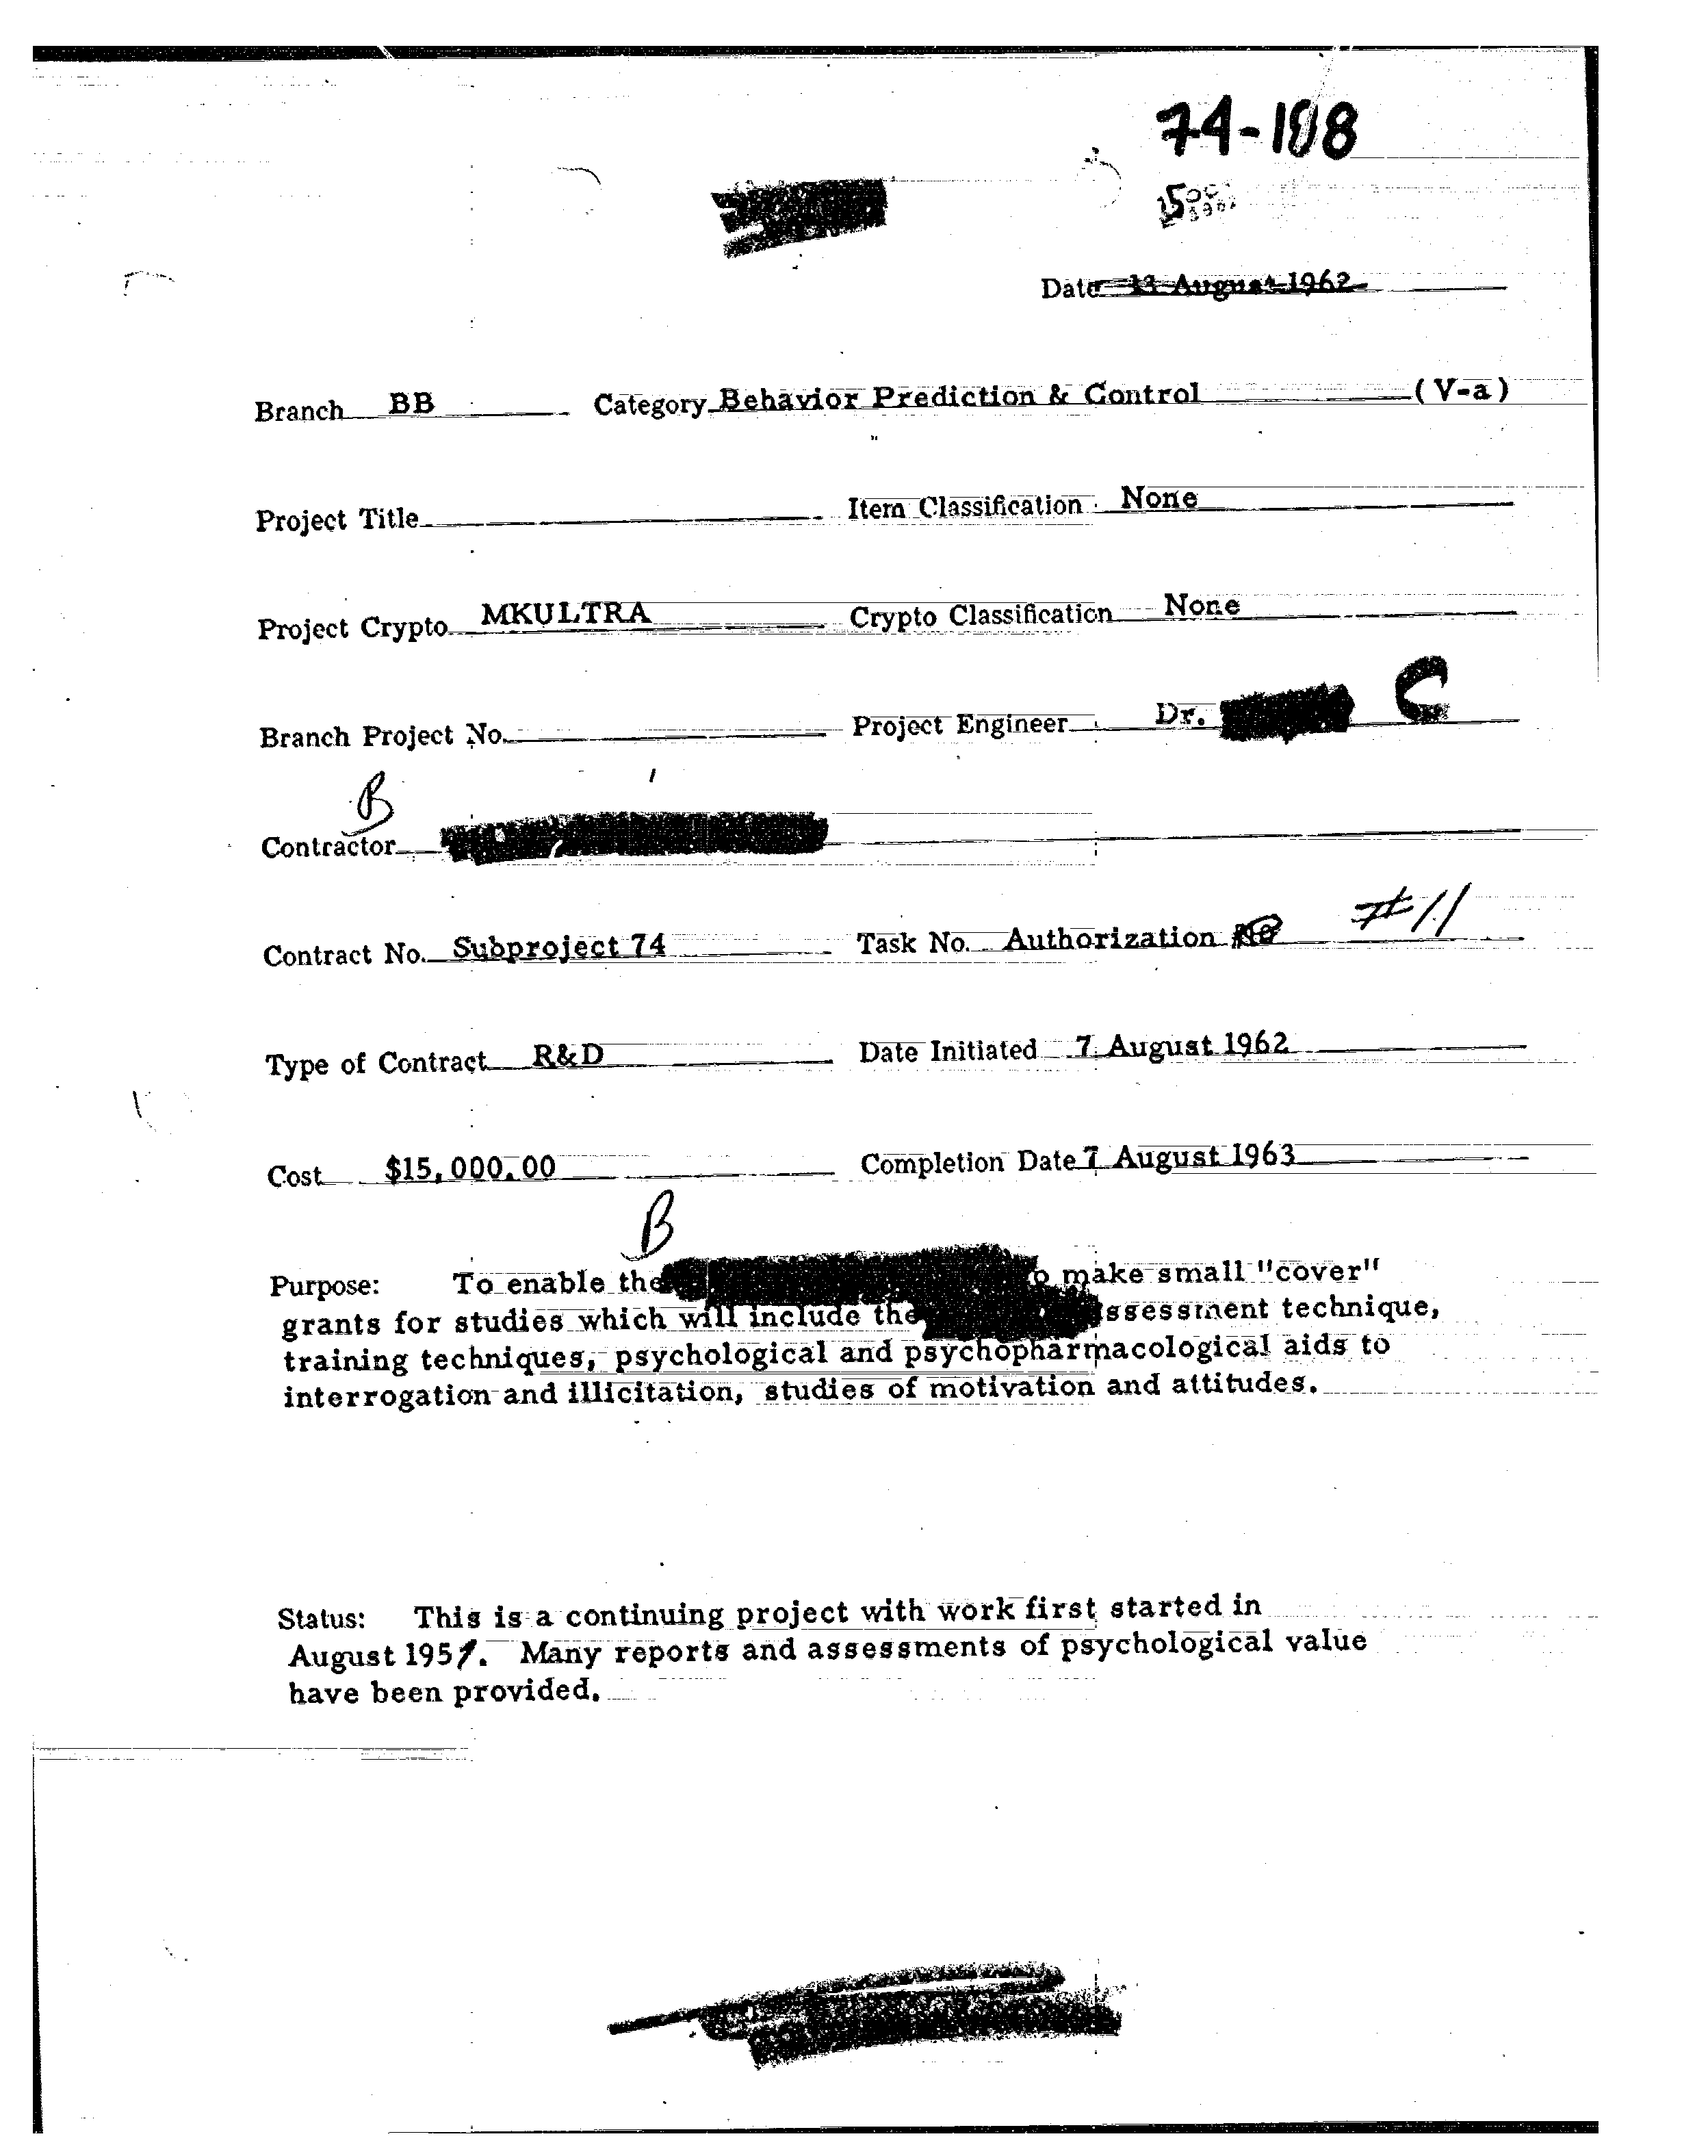 74-108
Date 13 August 1962
Branch BB Category Behavior Prediction & Control (V-a)
Project Title Item Classification None
Project Crypto MKULTRA Crypto Classification None
Branch Project No. Project Engineer Dr. C
B
Contractor
Contract No. Subproject 74 Task No. Authorization No #11
Type of Contract R&D Date Initiated 7 August 1962
Cost $15,000.00 Completion Date 7 August 1963
B
Purpose: To enable the make small "cover"
grants for studies which will include the ssessment technique,
training techniques, psychological and psychopharmacological aids to
interrogation and illicitation, studies of motivation and attitudes.
Status: This is a continuing project with work first started in
August 1957. Many reports and assessments of psychological value
have been provided.